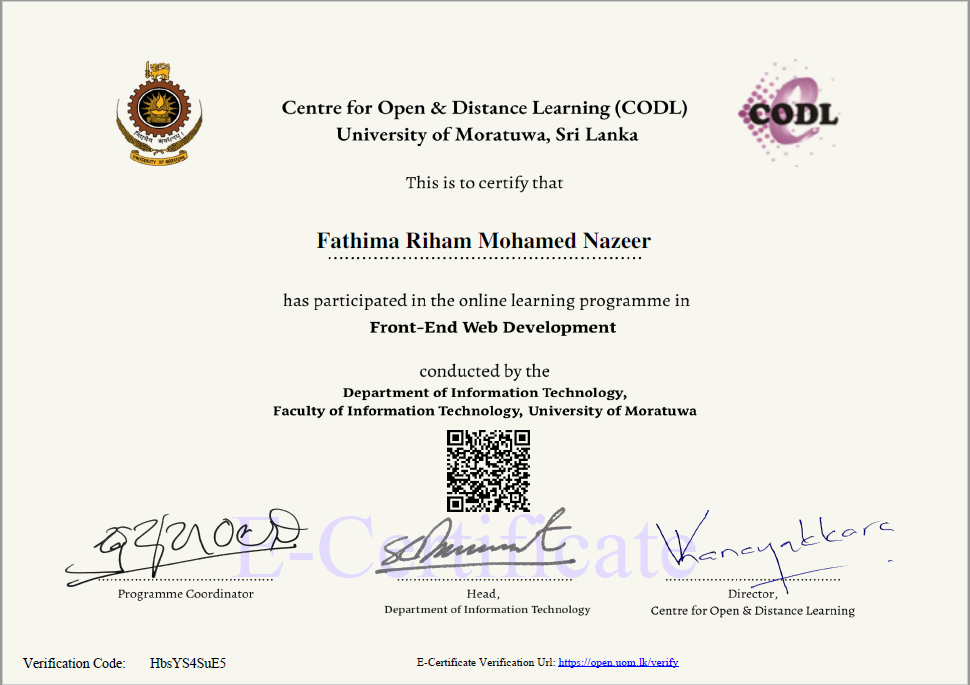 Centre for Open & Distance Learning (CODL)
University of Moratuwa, Sri Lanka
CODL
UNIVERSITY OF MORATUWA
This is to certify that
Fathima Riham Mohamed Nazeer
has participated in the online learning programme in
Front-End Web Development
conducted by the
Department of Information Technology,
Faculty of Information Technology, University of Moratuwa
E-Certificate
Programme Coordinator
Head,
Department of Information Technology
Director,
Centre for Open & Distance Learning
Verification Code: HbsYS4SuE5
E-Certificate Verification Url: https://open.uom.lk/verify